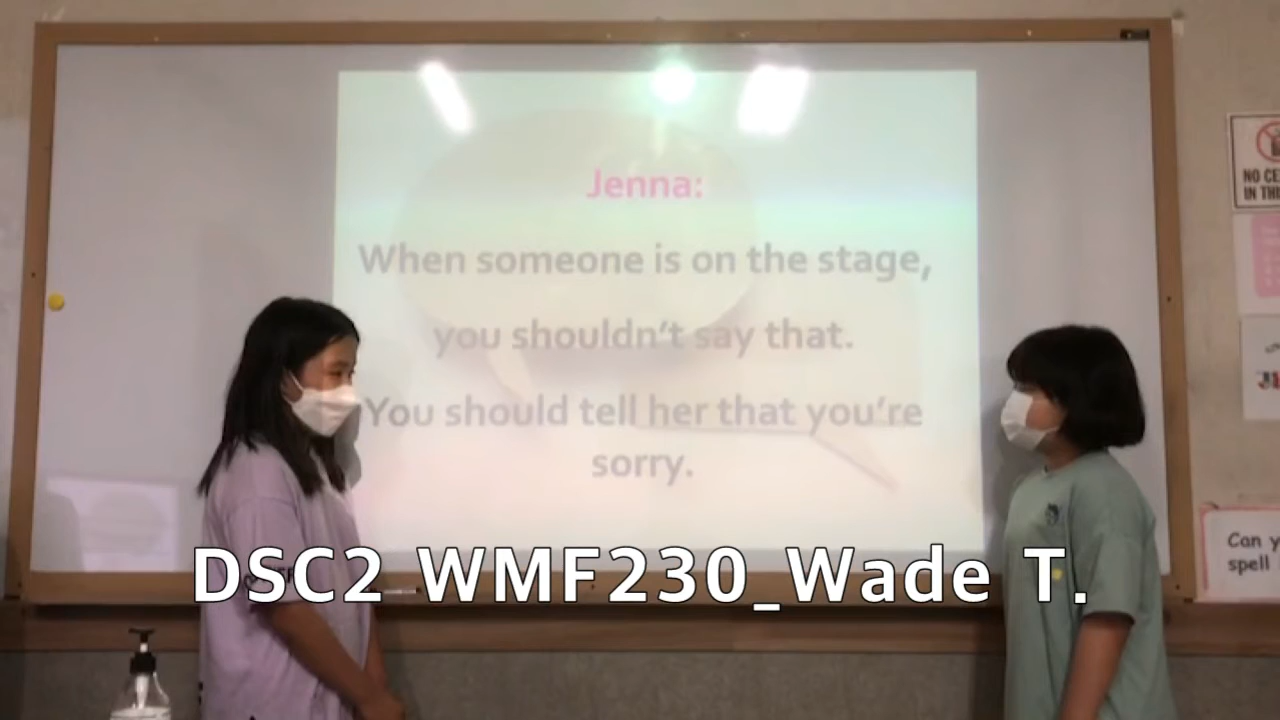 Jenna:
When someone is on the stage,
you shouldn't say that.
You should tell her that you're
sorry.
DSC2 WMF230_Wade T.
NO CE
IN THI
Can y
spell